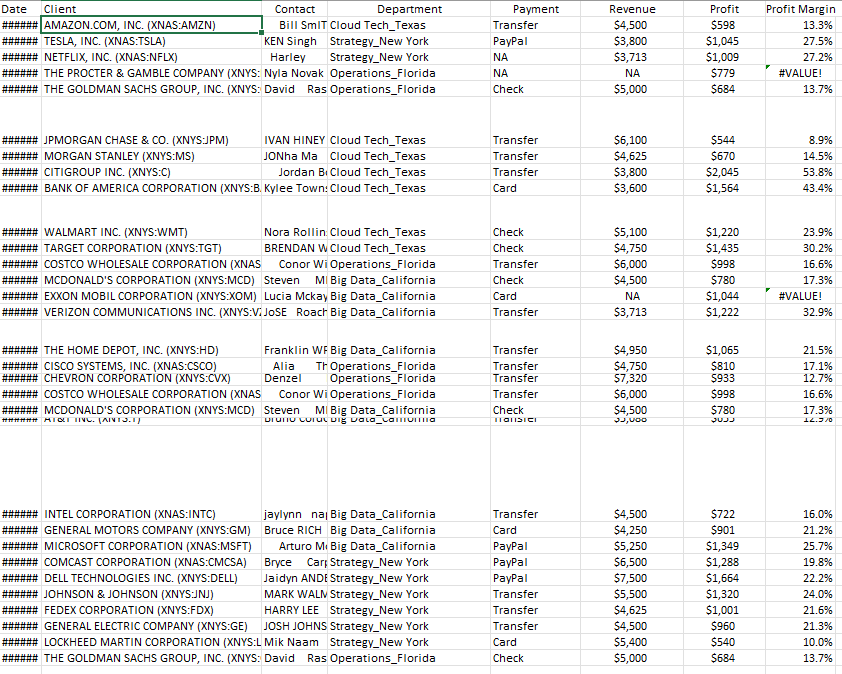 Date Client Contact Department Payment Revenue Profit Profit Margin
###### AMAZON.COM, INC. (XNAS:AMZN) Bill SmIT Cloud Tech_Texas Transfer $4,500 $598 13.3%
###### TESLA, INC. (XNAS:TSLA) KEN Singh Strategy_New York PayPal $3,800 $1,045 27.5%
###### NETFLIX, INC. (XNAS:NFLX) Harley Strategy_New York NA $3,713 $1,009 27.2%
###### THE PROCTER & GAMBLE COMPANY (XNYS: Nyla Novak Operations_Florida NA NA $779 #VALUE!
###### THE GOLDMAN SACHS GROUP, INC. (XNYS: David Ras Operations_Florida Check $5,000 $684 13.7%
###### JPMORGAN CHASE & CO. (XNYS:JPM) IVAN HINEY Cloud Tech_Texas Transfer $6,100 $544 8.9%
###### MORGAN STANLEY (XNYS:MS) JONha Ma Cloud Tech_Texas Transfer $4,625 $670 14.5%
###### CITIGROUP INC. (XNYS:C) Jordan Bo Cloud Tech_Texas Transfer $3,800 $2,045 53.8%
###### BANK OF AMERICA CORPORATION (XNYS:B Kylee Town Cloud Tech_Texas Card $3,600 $1,564 43.4%
###### WALMART INC. (XNYS:WMT) Nora Rollin Cloud Tech_Texas Check $5,100 $1,220 23.9%
###### TARGET CORPORATION (XNYS:TGT) BRENDAN W Cloud Tech_Texas Check $4,750 $1,435 30.2%
###### COSTCO WHOLESALE CORPORATION (XNAS Conor Wi Operations_Florida Transfer $6,000 $998 16.6%
###### MCDONALD'S CORPORATION (XNYS:MCD) Steven MI Big Data_California Check $4,500 $780 17.3%
###### EXXON MOBIL CORPORATION (XNYS:XOM) Lucia Mckay Big Data_California Card NA $1,044 #VALUE!
###### VERIZON COMMUNICATIONS INC. (XNYS:VZ JoSE Roach Big Data_California Transfer $3,713 $1,222 32.9%
###### THE HOME DEPOT, INC. (XNYS:HD) Franklin WR Big Data_California Transfer $4,950 $1,065 21.5%
###### CISCO SYSTEMS, INC. (XNAS:CSCO) Alia Th Operations_Florida Transfer $4,750 $810 17.1%
###### CHEVRON CORPORATION (XNYS:CVX) Denzel Operations_Florida Transfer $7,320 $933 12.7%
###### COSTCO WHOLESALE CORPORATION (XNAS Conor Wi Operations_Florida Transfer $6,000 $998 16.6%
###### MCDONALD'S CORPORATION (XNYS:MCD) Steven MI Big Data_California Check $4,500 $780 17.3%
###### AT&T INC. (XNYS:T) Big Data_California Transfer 12.9%
###### INTEL CORPORATION (XNAS:INTC) jaylynn nap Big Data_California Transfer $4,500 $722 16.0%
###### GENERAL MOTORS COMPANY (XNYS:GM) Bruce RICH Big Data_California Card $4,250 $901 21.2%
###### MICROSOFT CORPORATION (XNAS:MSFT) Arturo Mo Big Data_California PayPal $5,250 $1,349 25.7%
###### COMCAST CORPORATION (XNAS:CMCSA) Bryce Carp Strategy_New York PayPal $6,500 $1,288 19.8%
###### DELL TECHNOLOGIES INC. (XNYS:DELL) Jaidyn ANDE Strategy_New York PayPal $7,500 $1,664 22.2%
###### JOHNSON & JOHNSON (XNYS:JNJ) MARK WALM Strategy_New York Transfer $5,500 $1,320 24.0%
###### FEDEX CORPORATION (XNYS:FDX) HARRY LEE Strategy_New York Transfer $4,625 $1,001 21.6%
###### GENERAL ELECTRIC COMPANY (XNYS:GE) JOSH JOHNS Strategy_New York Transfer $4,500 $960 21.3%
###### LOCKHEED MARTIN CORPORATION (XNYS:L Mik Naam Strategy_New York Card $5,400 $540 10.0%
###### THE GOLDMAN SACHS GROUP, INC. (XNYS: David Ras Operations_Florida Check $5,000 $684 13.7%